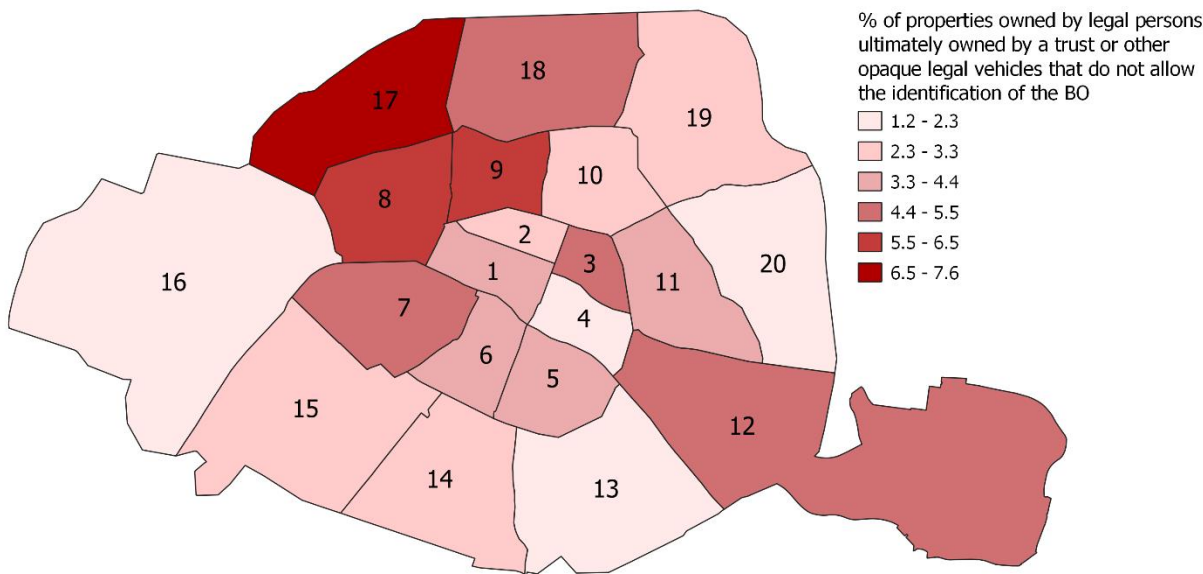 % of properties owned by legal persons
ultimately owned by a trust or other
opaque legal vehicles that do not allow
the identification of the BO
1.2 - 2.3
2.3 - 3.3
3.3 - 4.4
4.4 - 5.5
5.5 - 6.5
6.5 - 7.6
18
17
19
9
10
8
2
3
20
1
11
16
7
4
6
5
15
12
14
13